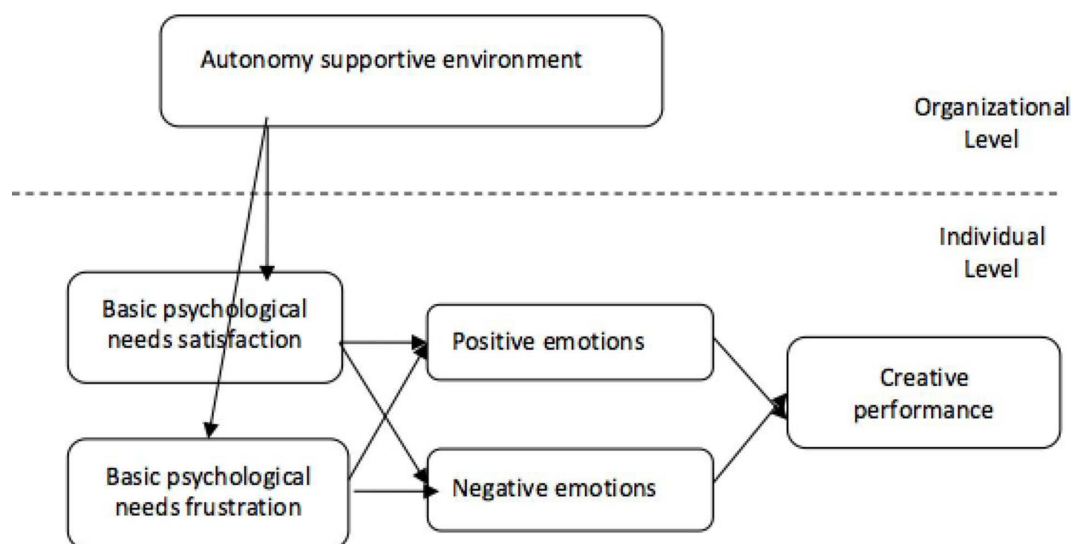 Autonomy supportive environment
Organizational
Level
Individual
Level
Basic psychological
needs satisfaction
Positive emotions
Creative
performance
Basic psychological
needs frustration
Negative emotions